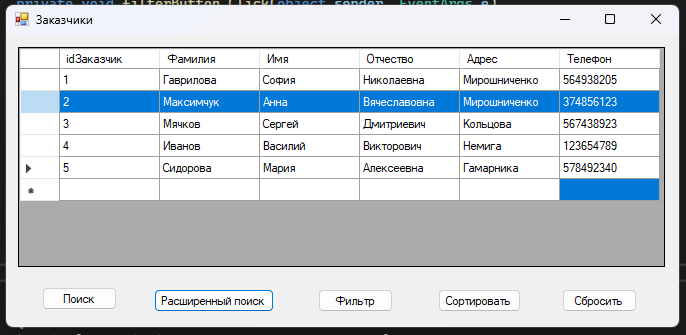 private void filterButton_Click(object sender, EventArgs e)
Заказчики
idЗаказчик Фамилия Имя Отчество Адрес Телефон
1 Гаврилова София Николаевна Мирошниченко 564938205
2 Максимчук Анна Вячеславовна Мирошниченко 374856123
3 Мячков Сергей Дмитриевич Кольцова 567438923
4 Иванов Василий Викторович Немига 123654789
5 Сидорова Мария Алексеевна Гамарника 578492340
Поиск Расширенный поиск Фильтр Сортировать Сбросить